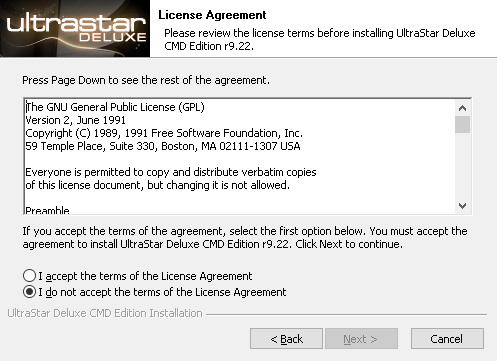 ultrastar
DELUXE
License Agreement
Please review the license terms before installing UltraStar Deluxe
CMD Edition r9.22.
Press Page Down to see the rest of the agreement.
The GNU General Public License (GPL)
Version 2, June 1991
Copyright (C) 1989, 1991 Free Software Foundation, Inc.
59 Temple Place, Suite 330, Boston, MA 02111-1307 USA
Everyone is permitted to copy and distribute verbatim copies
of this license document, but changing it is not allowed.
Preamble
If you accept the terms of the agreement, select the first option below. You must accept the
agreement to install UltraStar Deluxe CMD Edition r9.22. Click Next to continue.
I accept the terms of the License Agreement
I do not accept the terms of the License Agreement
UltraStar Deluxe CMD Edition Installation
< Back
Next >
Cancel